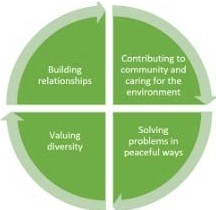 Building
relationships
Contributing to
community and
caring for the
environment
Valuing
diversity
Solving
problems in
peaceful ways